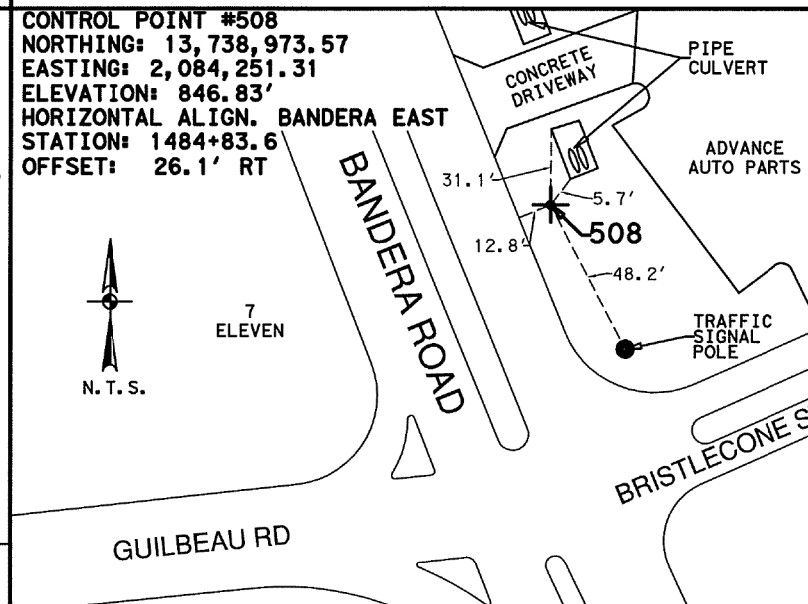 CONTROL POINT #508
NORTHING: 13,738,973.57
EASTING: 2,084,251.31
ELEVATION: 846.83'
HORIZONTAL ALIGN. BANDERA EAST
STATION: 1484+83.6
OFFSET: 26.1' RT
CONCRETE
DRIVEWAY
PIPE
CULVERT
ADVANCE
AUTO PARTS
31.1'
5.7'
12.8'
508
48.2'
BANDERA ROAD
7
ELEVEN
N.T.S.
TRAFFIC
SIGNAL
POLE
BRISTLECONE S
GUILBEAU RD